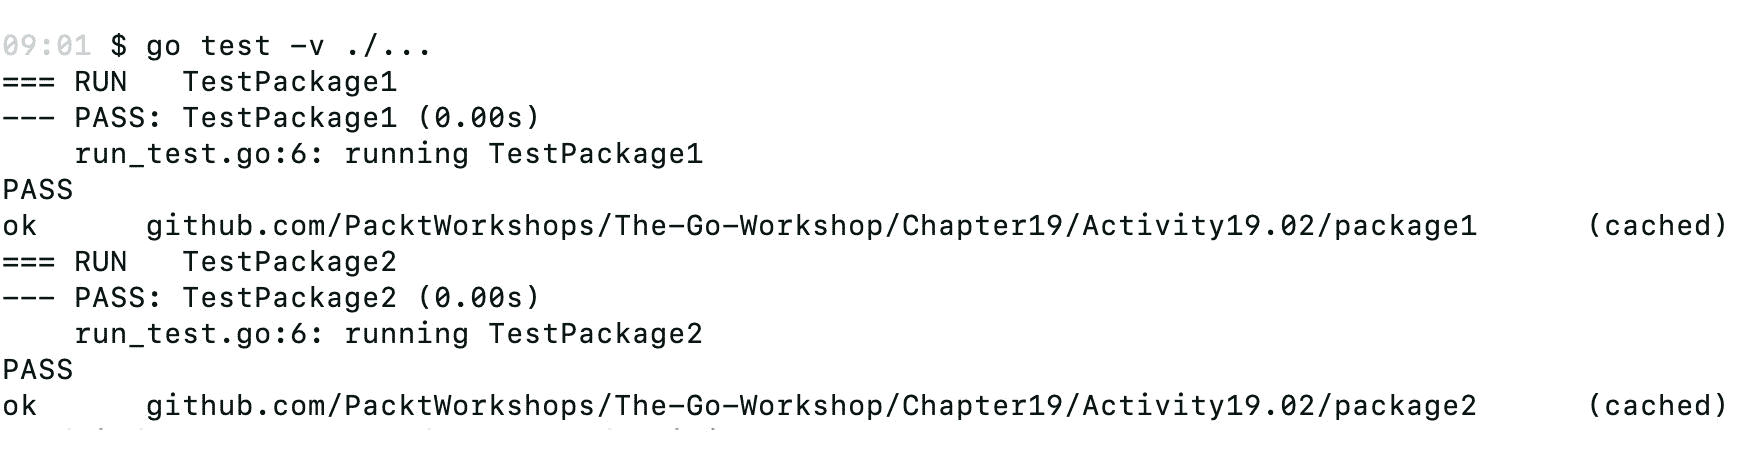 09:01 $ go test -v ./...
=== RUN   TestPackage1
--- PASS: TestPackage1 (0.00s)
    run_test.go:6: running TestPackage1
PASS
ok      github.com/PacktWorkshops/The-Go-Workshop/Chapter19/Activity19.02/package1      (cached)
=== RUN   TestPackage2
--- PASS: TestPackage2 (0.00s)
    run_test.go:6: running TestPackage2
PASS
ok      github.com/PacktWorkshops/The-Go-Workshop/Chapter19/Activity19.02/package2      (cached)